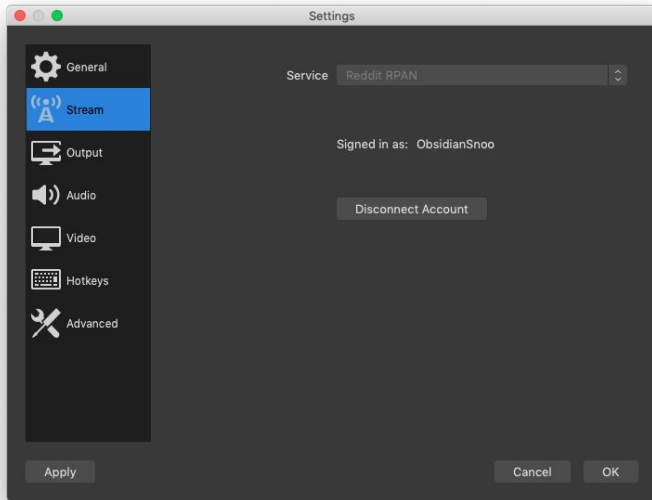 Settings
General
Service Reddit RPAN
Stream
Signed in as: ObsidianSnoo
Output
Audio
Disconnect Account
Video
Hotkeys
Advanced
Apply
Cancel
OK